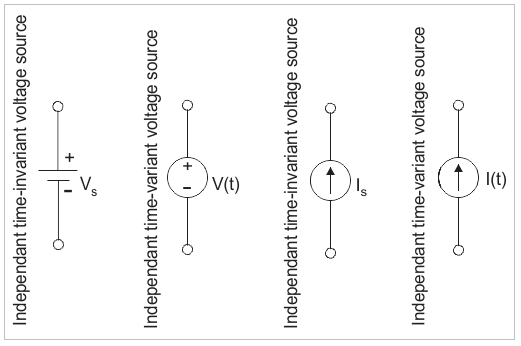 Independant time-invariant voltage source
+
-
Vs
Independant time-variant voltage source
+
-
V(t)
Independant time-invariant voltage source
Is
Independant time-variant voltage source
I(t)